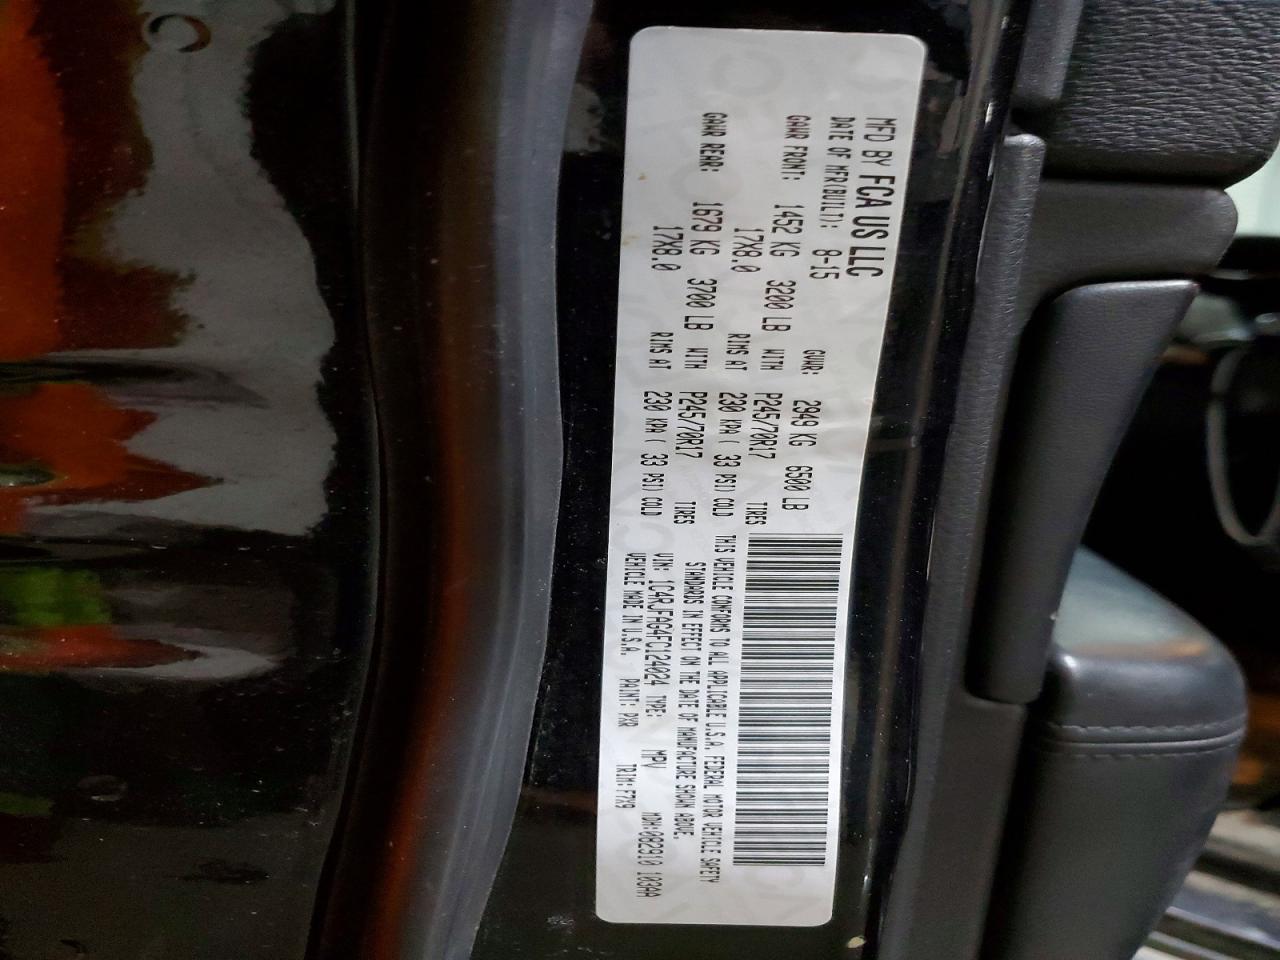 MFD BY FCA US LLC
DATE OF MFR(BUILT): 8-15 GVWR: 2949 KG 6500 LB
GAWR FRONT: 1452 KG 3200 LB WITH P245/70R17 TIRES
17X8.0 RIMS AT 230 KPA ( 33 PSI) COLD
GAWR REAR: 1679 KG 3700 LB WITH P245/70R17 TIRES
17X8.0 RIMS AT 230 KPA ( 33 PSI) COLD
THIS VEHICLE CONFORMS TO ALL APPLICABLE U.S.A. FEDERAL MOTOR VEHICLE SAFETY
STANDARDS IN EFFECT ON THE DATE OF MANUFACTURE SHOWN ABOVE.
VIN: 1C4RJFAG4FC124024 TYPE: MPV MDH:082910 103AA
VEHICLE MADE IN U.S.A. PAINT: PXR TRIM:F7X9